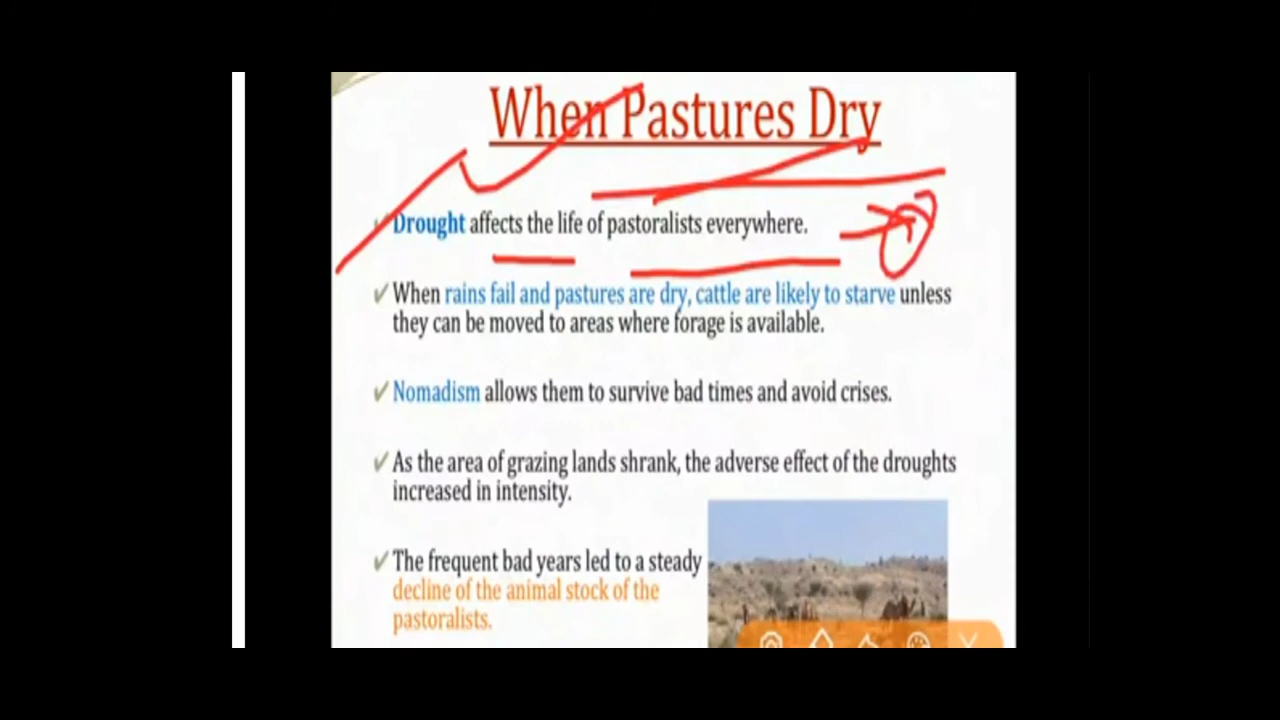 When Pastures Dry
Drought affects the life of pastoralists everywhere.
When rains fail and pastures are dry, cattle are likely to starve unless
they can be moved to areas where forage is available.
Nomadism allows them to survive bad times and avoid crises.
As the area of grazing lands shrank, the adverse effect of the droughts
increased in intensity.
The frequent bad years led to a steady
decline of the animal stock of the
pastoralists.